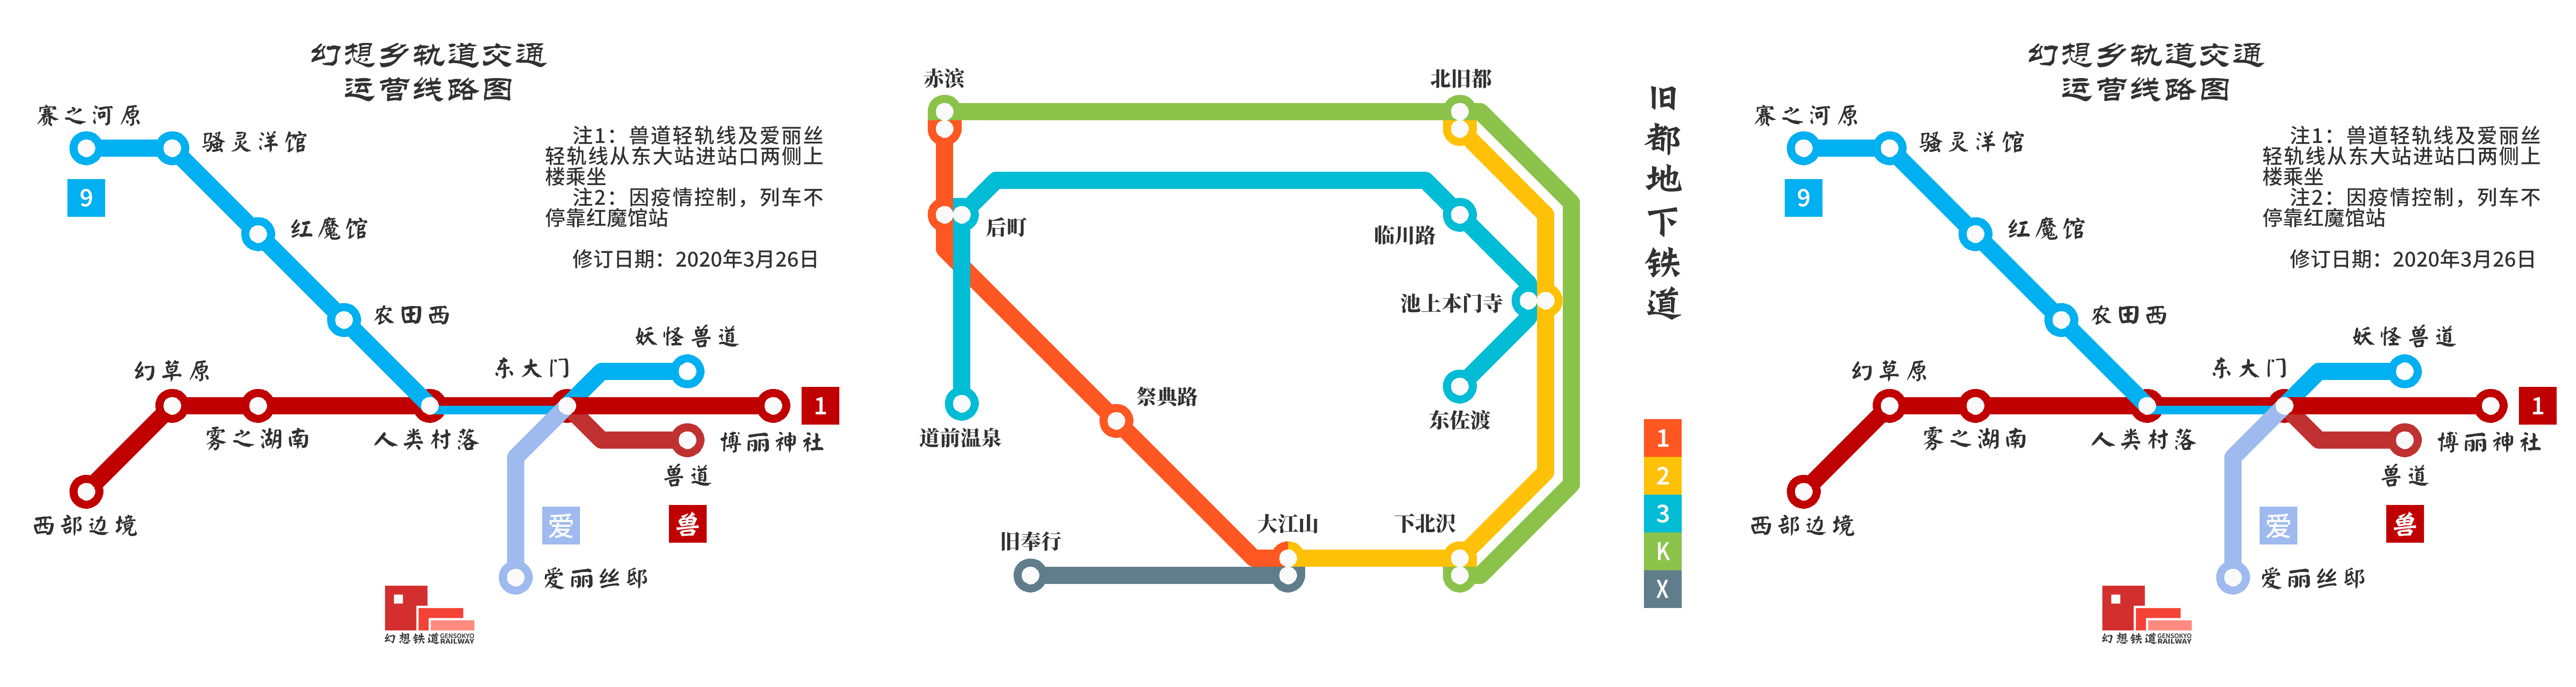 幻想乡轨道交通
运营线路图
赛之河原
骚灵洋馆
9
注1：兽道轻轨线及爱丽丝
轻轨线从东大站进站口两侧上
楼乘坐
注2：因疫情控制，列车不
停靠红魔馆站
修订日期：2020年3月26日
红魔馆
农田西
妖怪兽道
幻草原
东大门
1
雾之湖南
人类村落
博丽神社
兽道
西部边境
爱
兽
爱丽丝邸
幻想铁道
GENSOKYO
RAILWAY
赤滨
北旧都
后町
临川路
池上本门寺
祭典路
东佐渡
道前温泉
大江山
下北沢
旧奉行
旧都地下铁道
1
2
3
K
X
幻想乡轨道交通
运营线路图
赛之河原
骚灵洋馆
9
注1：兽道轻轨线及爱丽丝
轻轨线从东大站进站口两侧上
楼乘坐
注2：因疫情控制，列车不
停靠红魔馆站
修订日期：2020年3月26日
红魔馆
农田西
妖怪兽道
幻草原
东大门
1
雾之湖南
人类村落
博丽神社
兽道
西部边境
爱
兽
爱丽丝邸
幻想铁道
GENSOKYO
RAILWAY